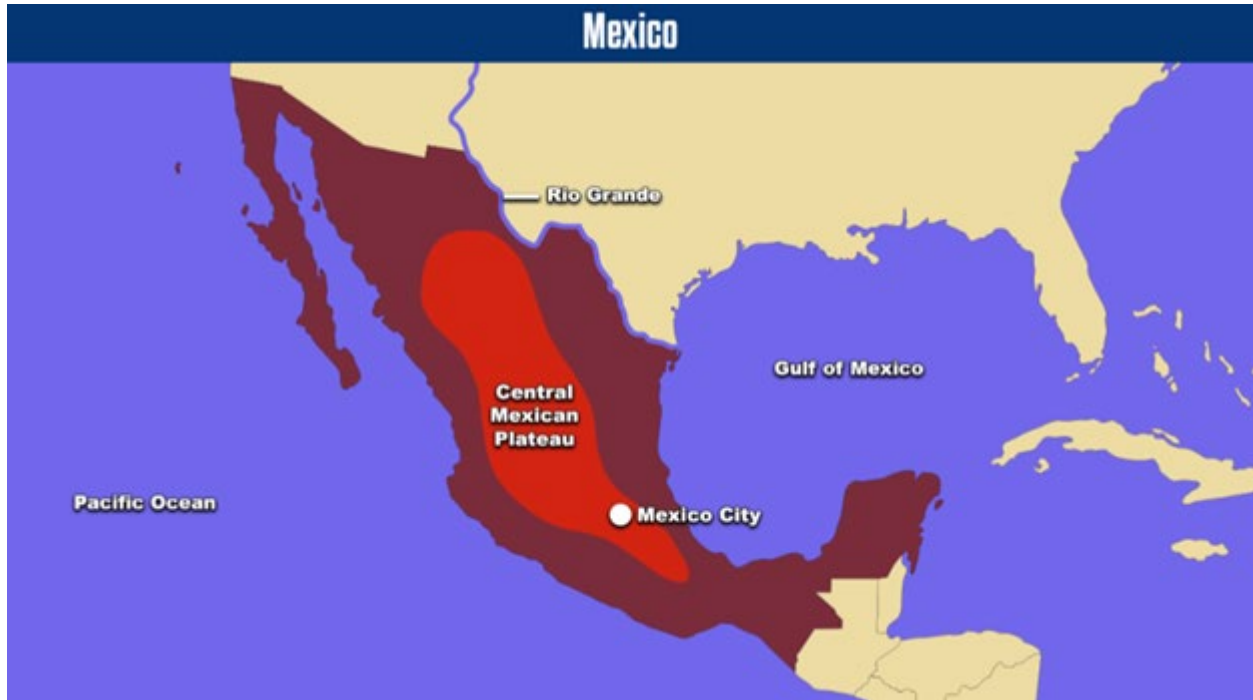 Mexico
Rio Grande
Gulf of Mexico
Central
Mexican
Plateau
Pacific Ocean
Mexico City